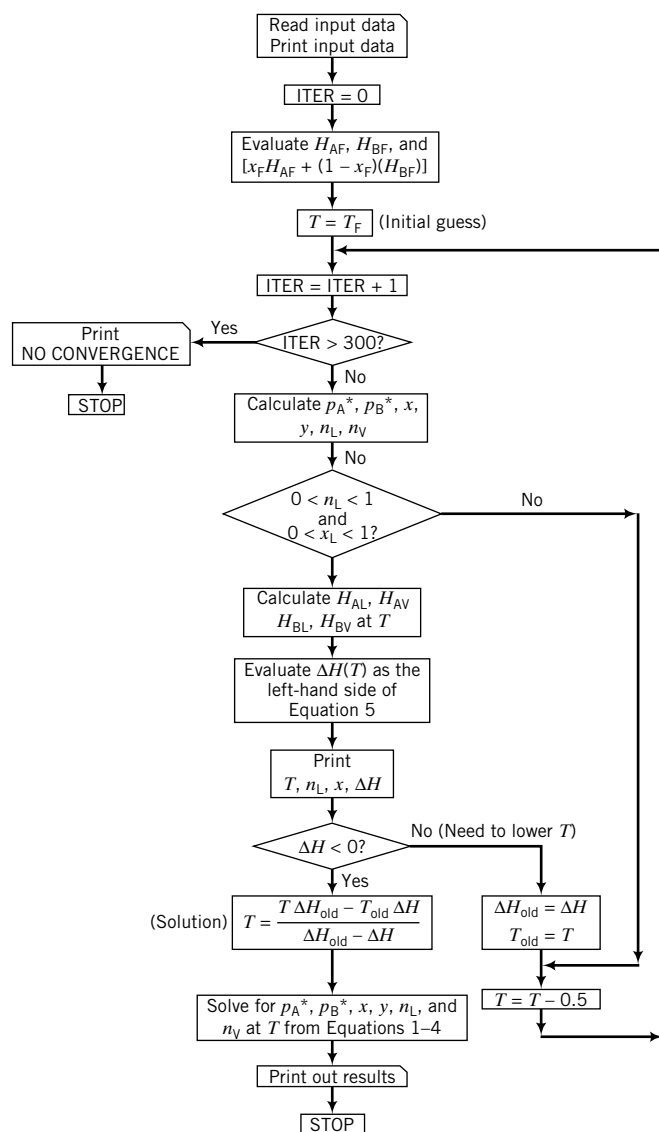 Read input data
Print input data
ITER = 0
Evaluate H_AF, H_BF, and
[x_F H_AF + (1 – x_F)(H_BF)]
T = T_F (Initial guess)
ITER = ITER + 1
ITER > 300?
Yes
Print
NO CONVERGENCE
STOP
No
Calculate p_A*, p_B*, x,
y, n_L, n_V
No
0 < n_L < 1
and
0 < x_L < 1?
No
Calculate H_AL, H_AV
H_BL, H_BV at T
Evaluate ΔH(T) as the
left-hand side of
Equation 5
Print
T, n_L, x, ΔH
ΔH < 0?
No (Need to lower T)
Yes
ΔH_old = ΔH
T_old = T
T = T – 0.5
(Solution) T = (T ΔH_old – T_old ΔH) / (ΔH_old – ΔH)
Solve for p_A*, p_B*, x, y, n_L, and
n_V at T from Equations 1–4
Print out results
STOP